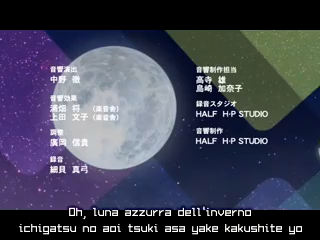 音響演出
中野 徹
音響効果
濱畑 将 (楽音舎)
上田 文子 (楽音舎)
調整
廣岡 信貴
録音
細貝 真弓
音響制作担当
高寺 雄
島崎 加奈子
録音スタジオ
HALF H·P STUDIO
音響制作
HALF H·P STUDIO
Oh, luna azzurra dell'inverno
ichigatsu no aoi tsuki asa yake kakushite yo